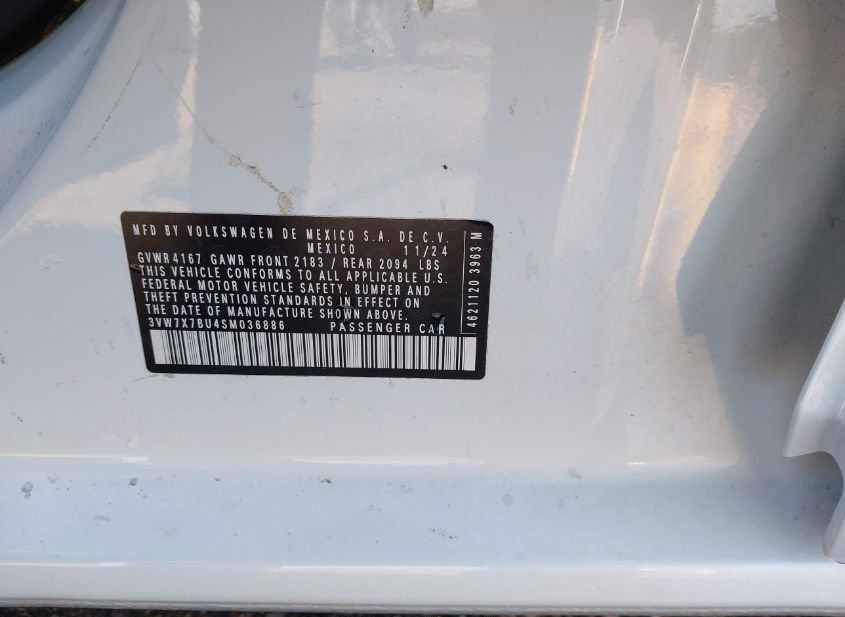 MFD BY VOLKSWAGEN DE MEXICO S.A. DE C.V.
MEXICO 11/24
GVWR 4167 GAWR FRONT 2183 / REAR 2094 LBS
THIS VEHICLE CONFORMS TO ALL APPLICABLE U.S.
FEDERAL MOTOR VEHICLE SAFETY, BUMPER AND
THEFT PREVENTION STANDARDS IN EFFECT ON
THE DATE OF MANUFACTURE SHOWN ABOVE.
3VW7X7BU4SM036886 PASSENGER CAR
4621120 3963 M